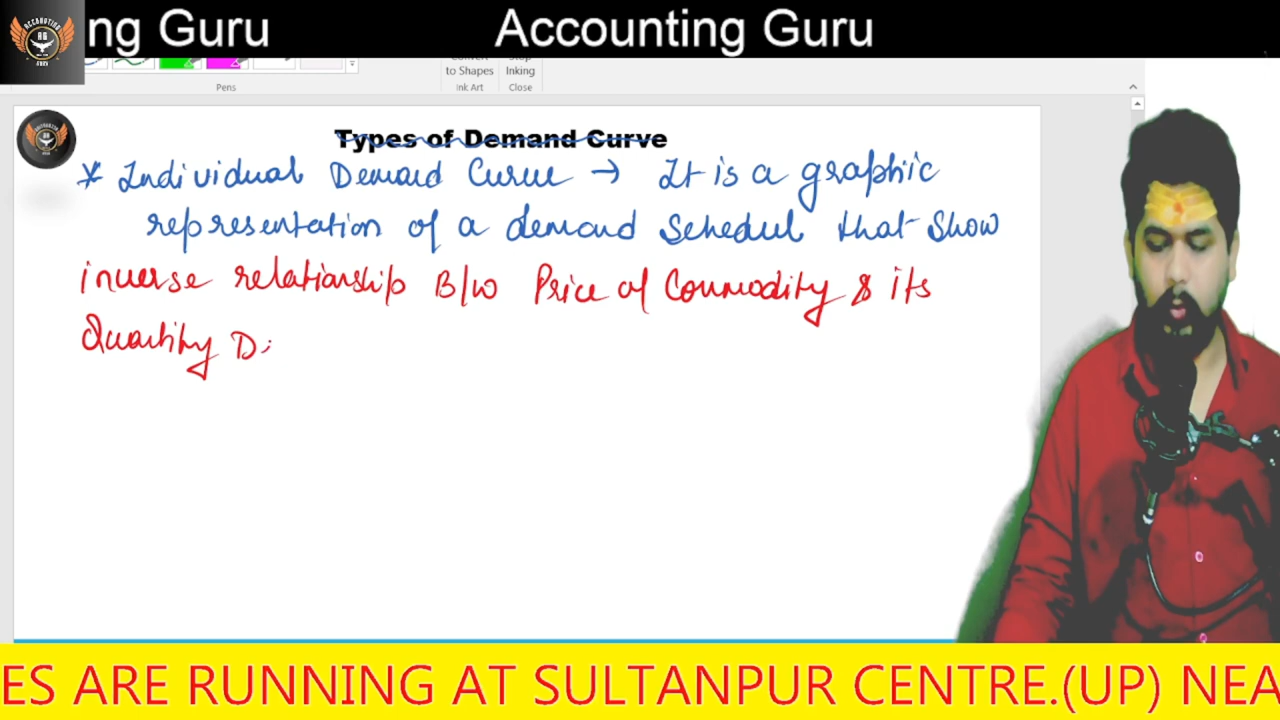 ng Guru
Accounting Guru
to Shapes
Inking
Pens
Ink Art
Close
Types of Demand Curve
* Individual Demand Curve → It is a graphic
representation of a demand Schedul that Show
inverse relationship B/w Price of Commodity & its
Quantity D
ES ARE RUNNING AT SULTANPUR CENTRE.(UP) NEA